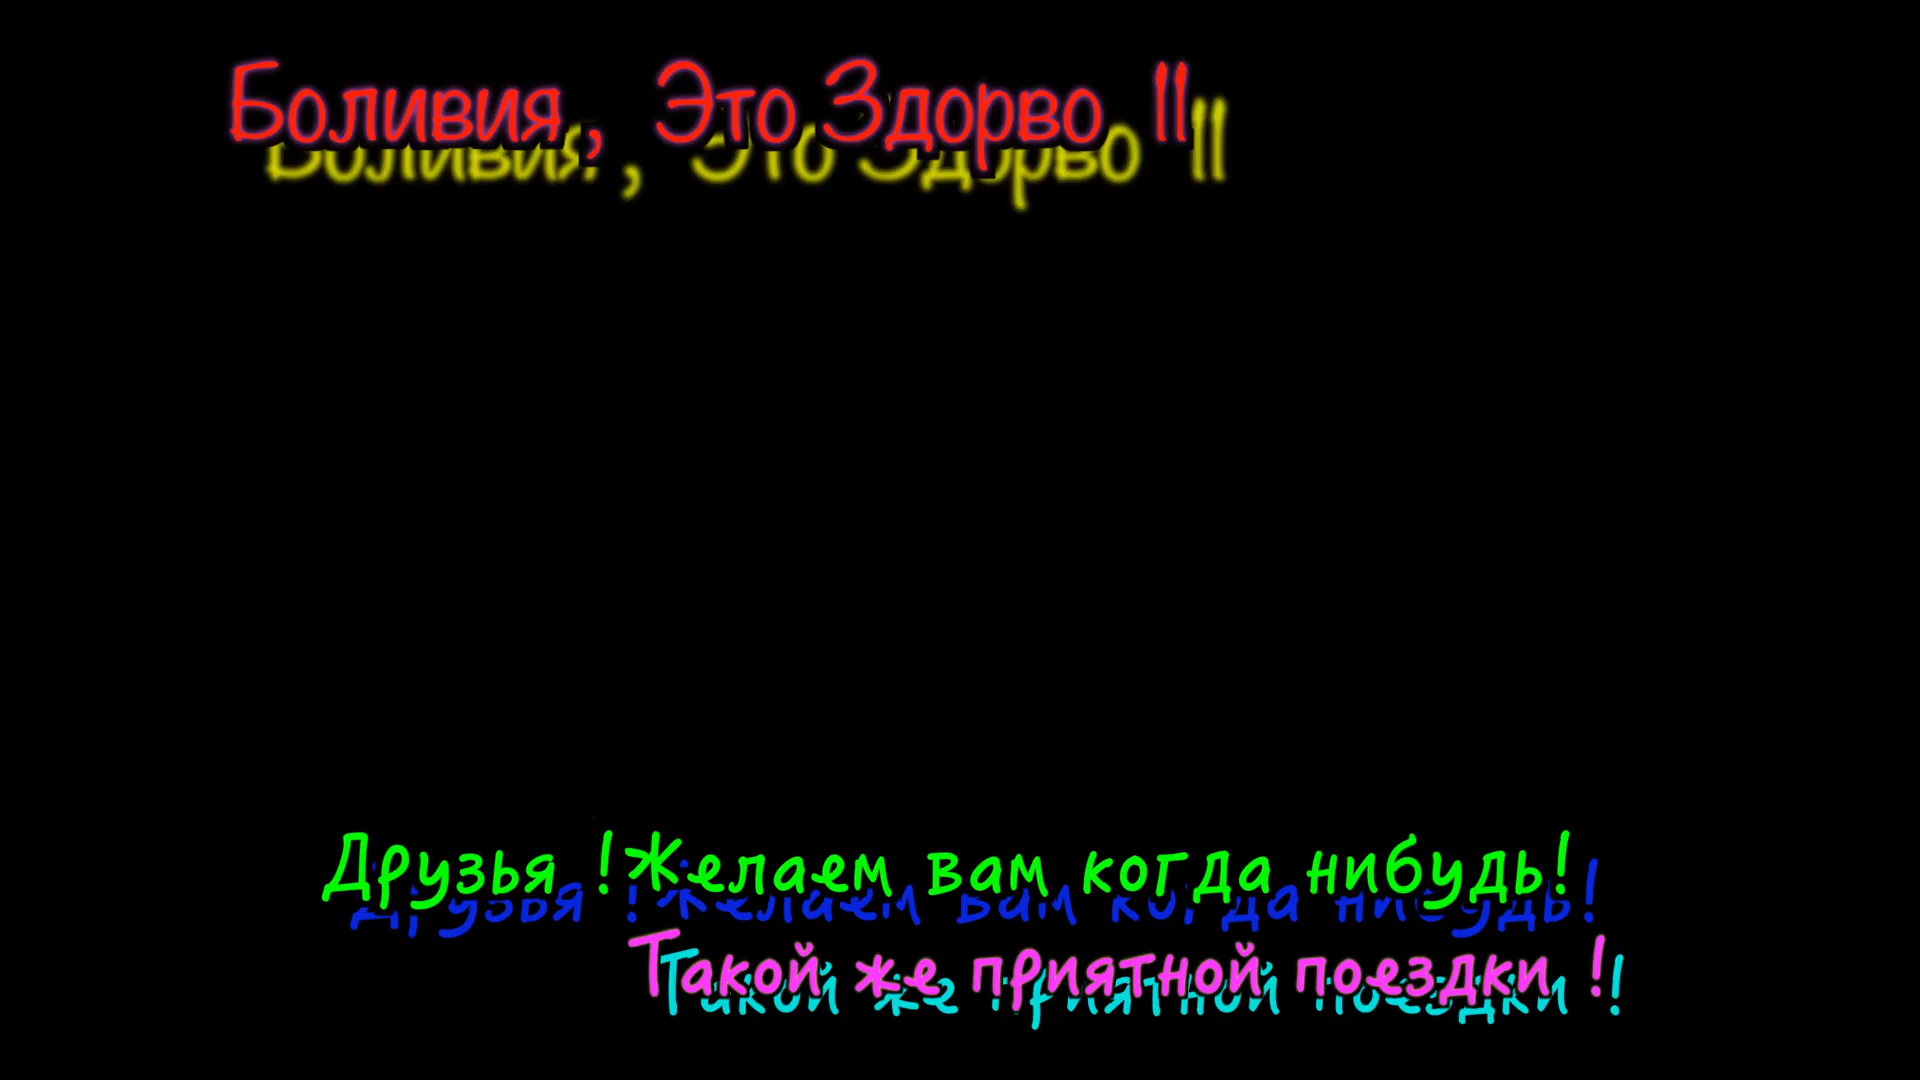 Боливия, Это Здорво !!
Друзья ! Желаем вам когда нибудь!
Такой же приятной поездки !